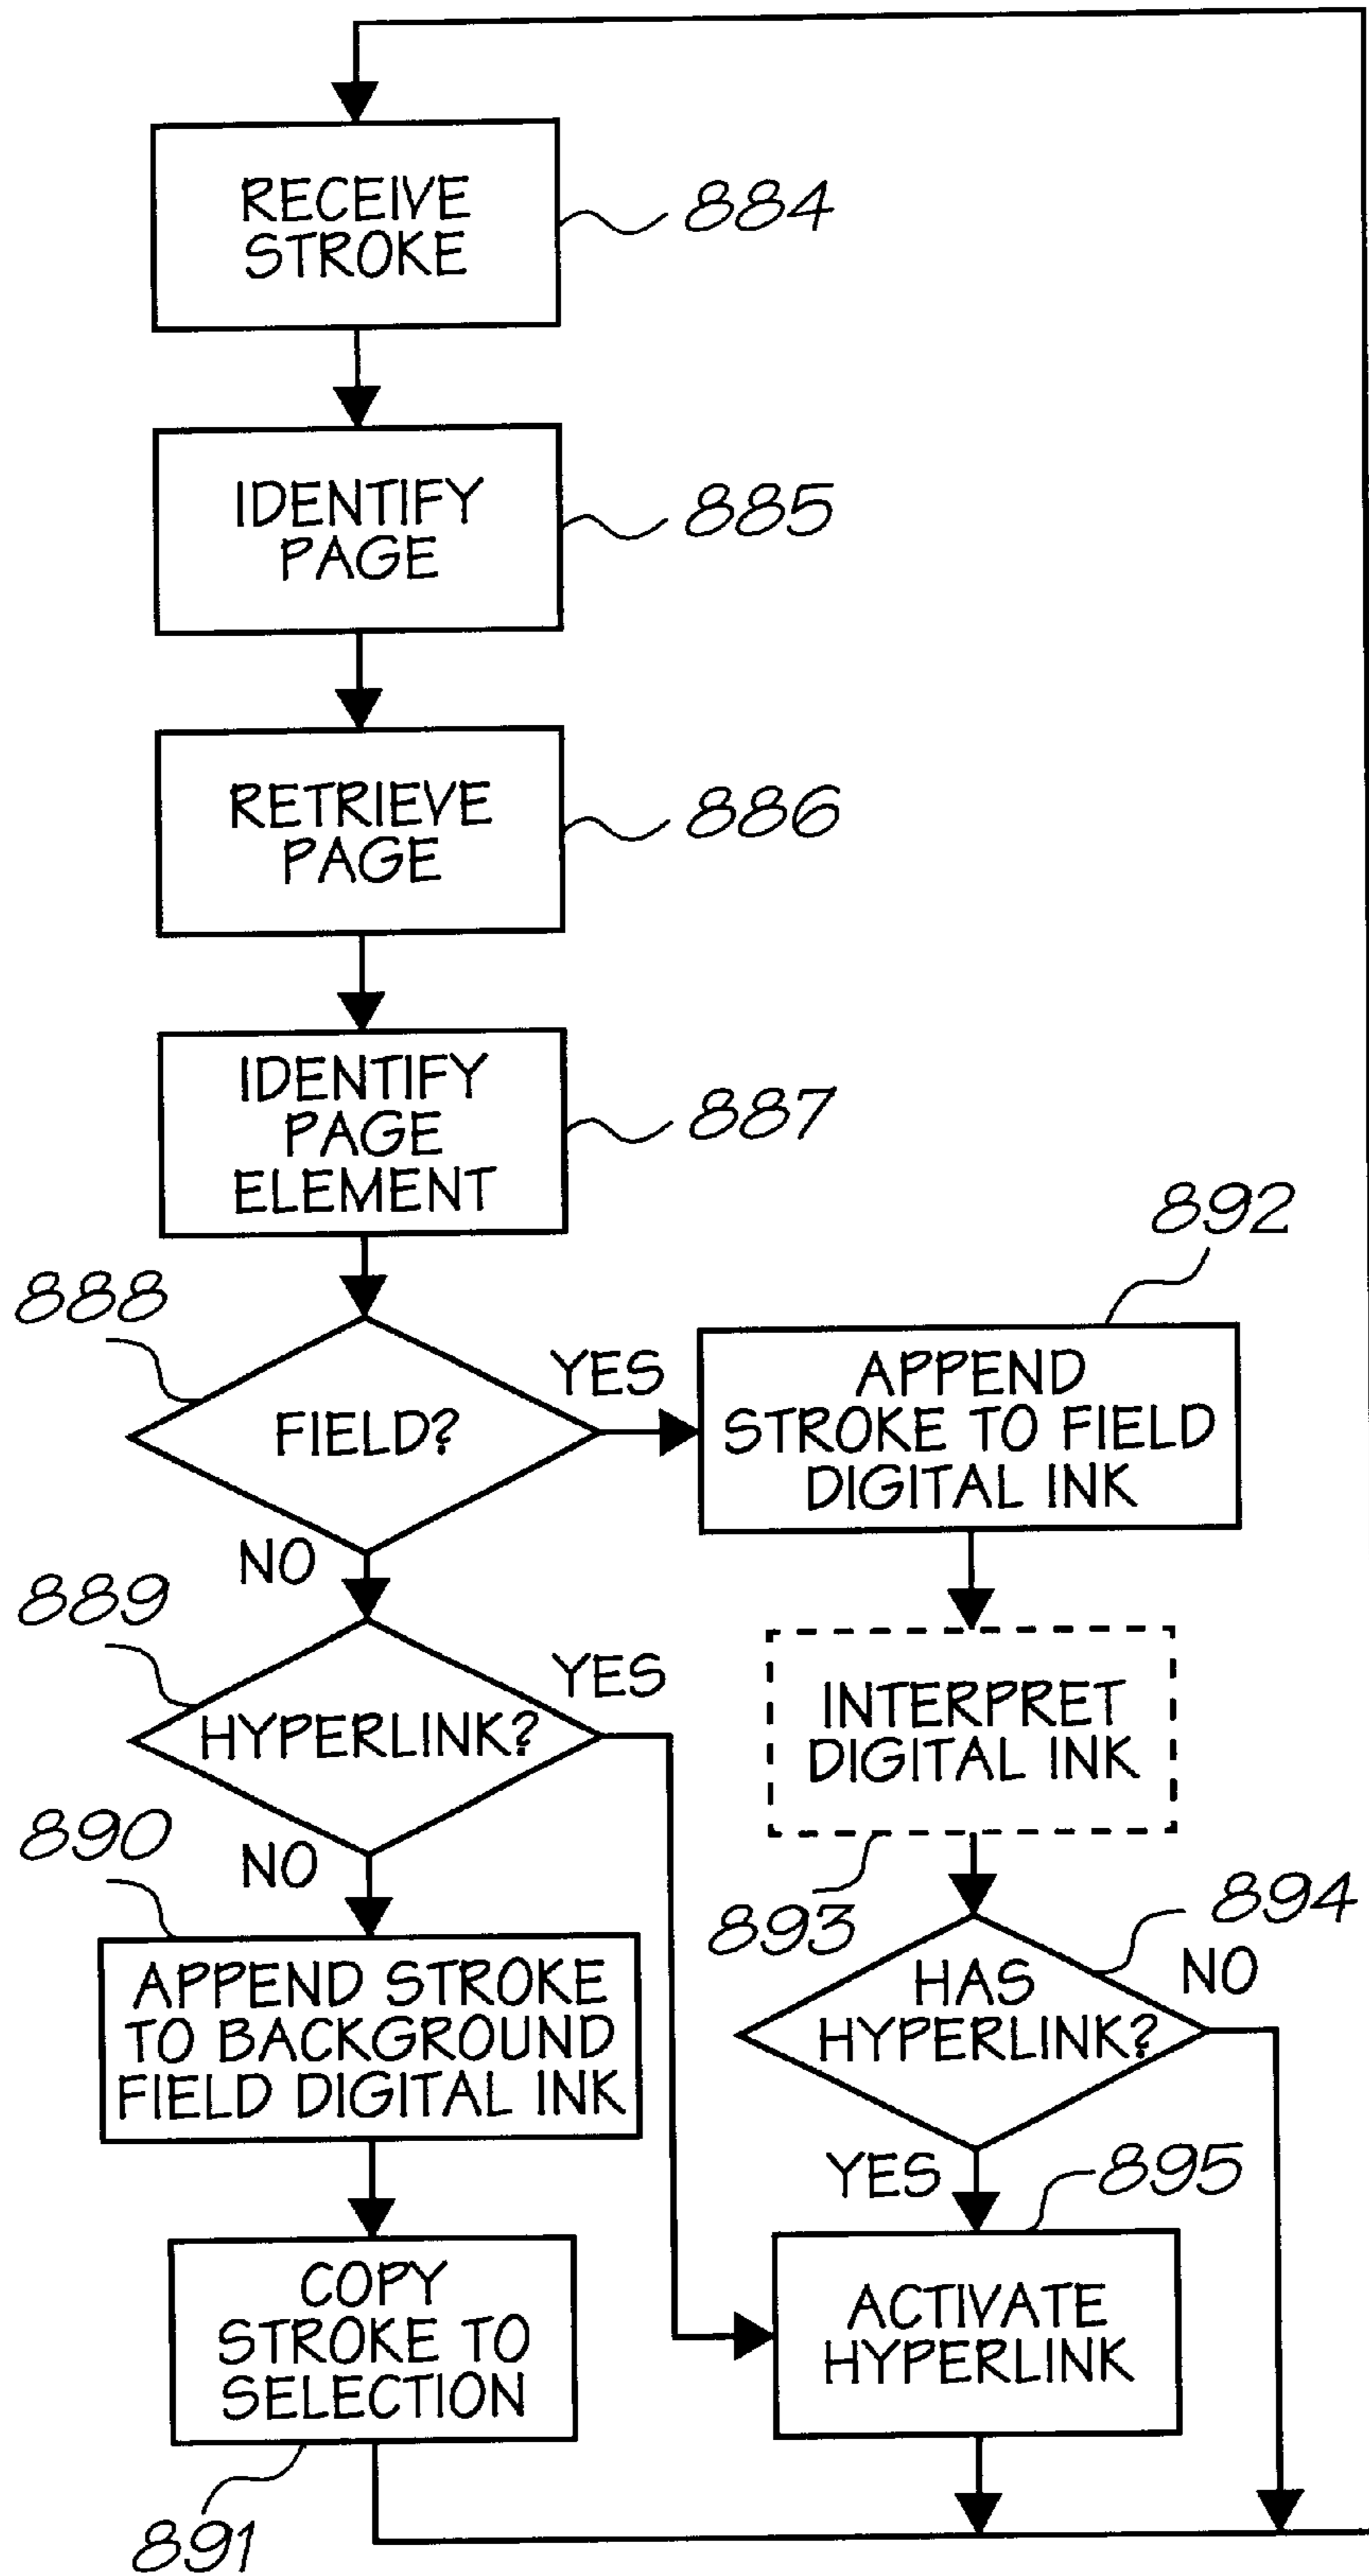 RECEIVE
STROKE
884
IDENTIFY
PAGE
885
RETRIEVE
PAGE
886
IDENTIFY
PAGE
ELEMENT
887
888
FIELD?
YES
NO
892
APPEND
STROKE TO FIELD
DIGITAL INK
889
HYPERLINK?
YES
NO
INTERPRET
DIGITAL INK
893
894
HAS
HYPERLINK?
NO
YES
890
APPEND STROKE
TO BACKGROUND
FIELD DIGITAL INK
895
COPY
STROKE TO
SELECTION
891
ACTIVATE
HYPERLINK